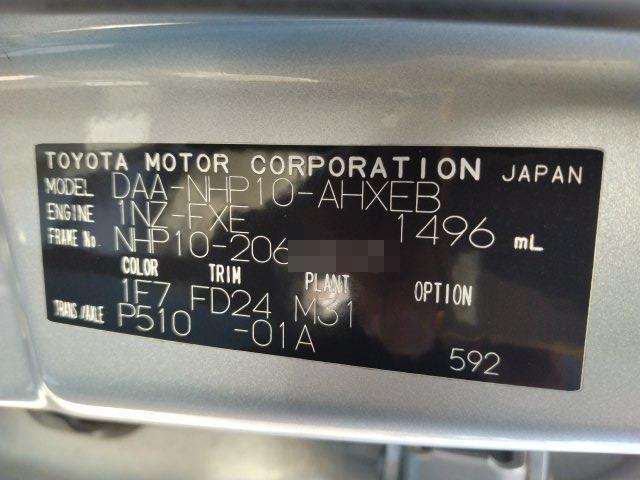 TOYOTA MOTOR CORPORATION JAPAN
MODEL DAA-NHP10-AHXEB
ENGINE 1NZ-FXE 1496 mL
FRAME No. NHP10-206
COLOR TRIM PLANT OPTION
1F7 FD24 M31
TRANS/AXLE P510 -01A
592